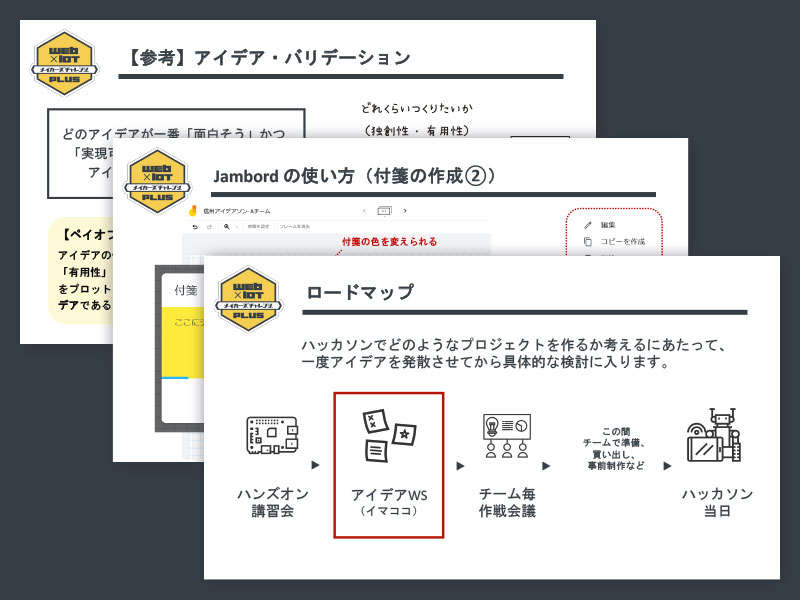 WEB
×IoT
メイカーズチャレンジ
PLUS
【参考】アイデア・バリデーション
どのアイデアが一番「面白そう」かつ
「実現可
アイ
どれくらいつくりたいか
（独創性・有用性）
【ペイオフ
アイデアの
「有用性」
をプロット
デアである
WEB
×IoT
メイカーズチャレンジ
PLUS
Jambord の使い方（付箋の作成②）
信州アイデアソン-Aチーム
背景を設定
フレームを消去
付箋の色を変えられる
編集
コピーを作成
付箋
ここにテ
WEB
×IoT
メイカーズチャレンジ
PLUS
ロードマップ
ハッカソンでどのようなプロジェクトを作るか考えるにあたって、
一度アイデアを発散させてから具体的な検討に入ります。
ハンズオン
講習会
アイデアWS
（イマココ）
チーム毎
作戦会議
この間
チームで準備、
買い出し、
事前制作など
ハッカソン
当日